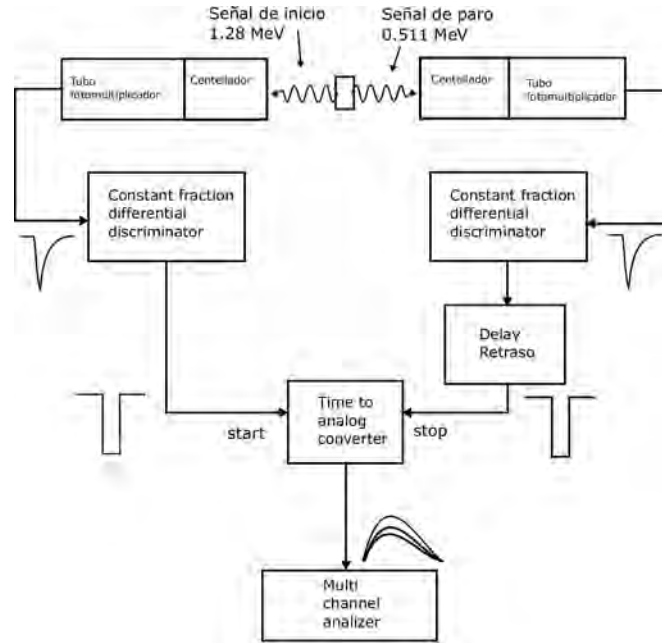 Señal de inicio
1.28 MeV
Señal de paro
0.511 MeV
Tubo
fotomultiplicador
Centellador
Centellador
Tubo
fotomultiplicador
Constant fraction
differential
discriminator
Constant fraction
differential
discriminator
Delay
Retraso
Time to
analog
converter
start
stop
Multi
channel
analizer